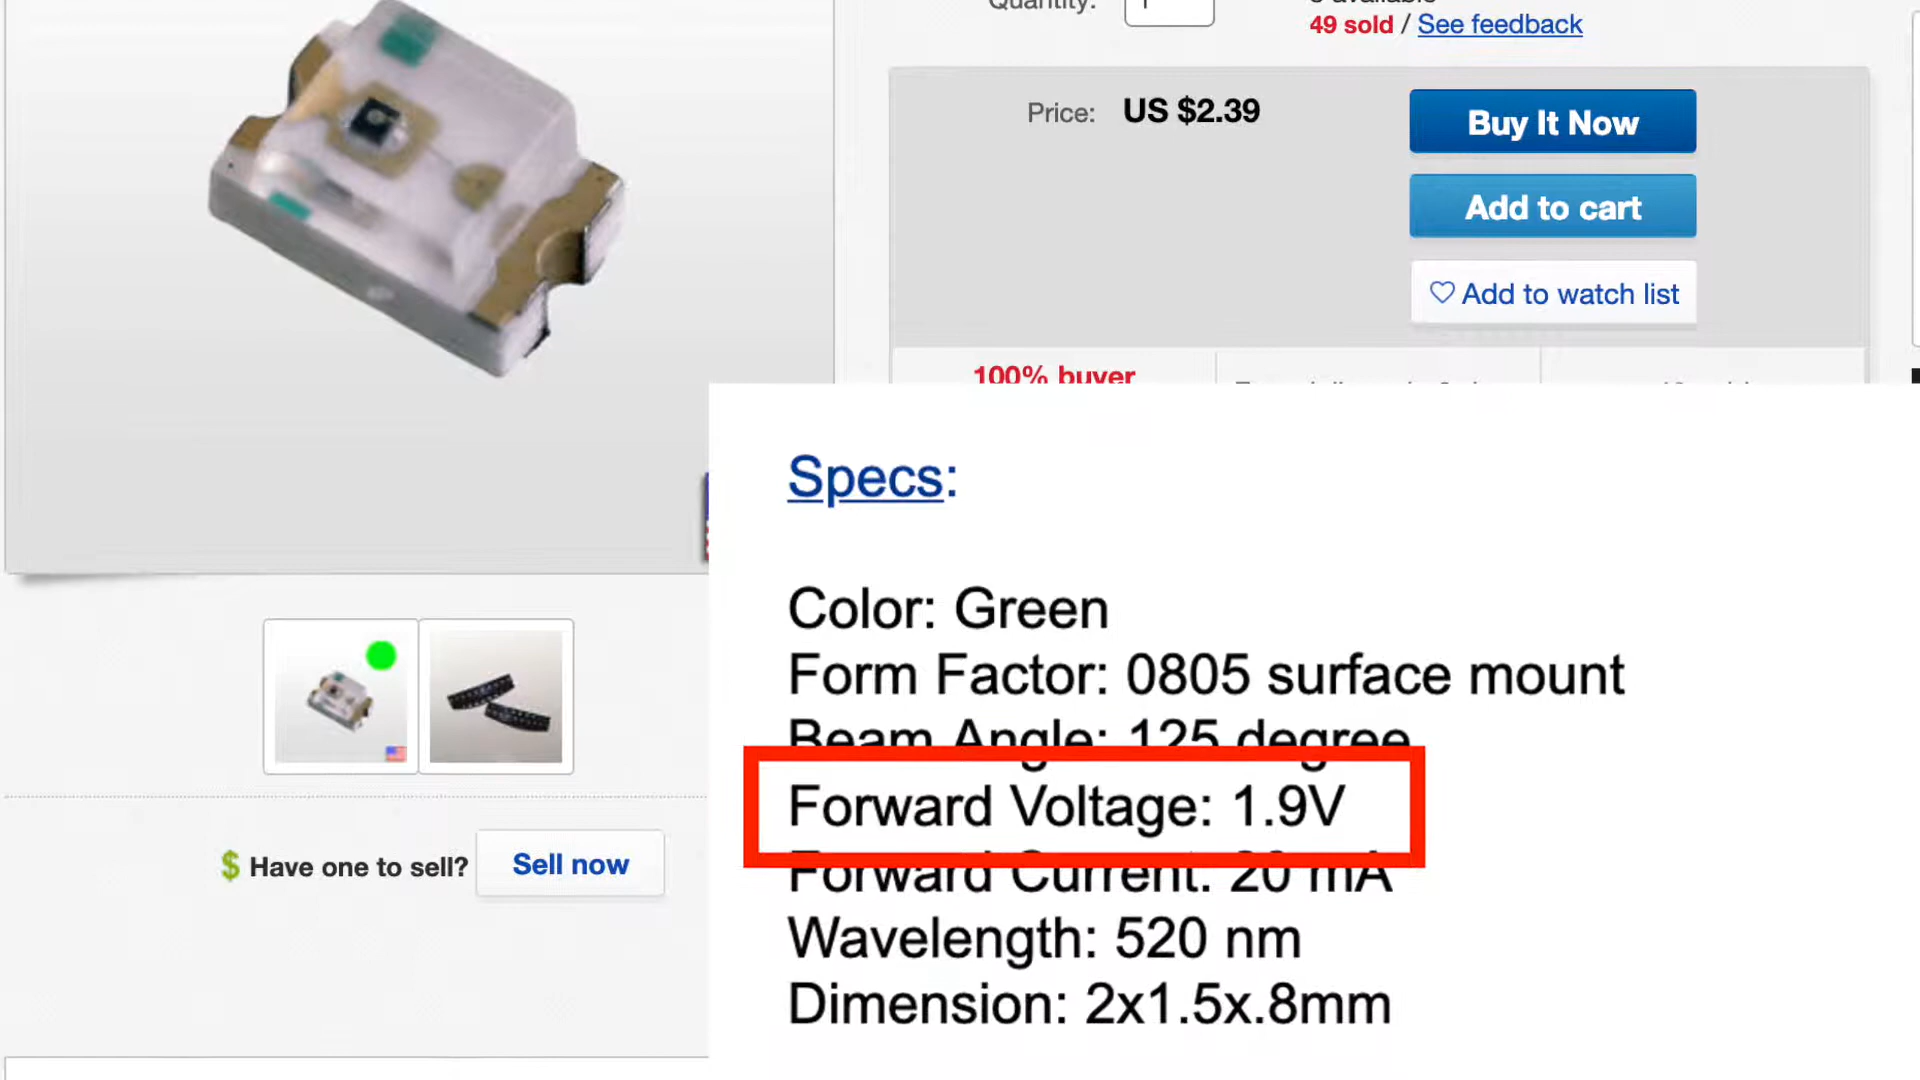 Quantity:
49 sold / See feedback
Price: US $2.39
Buy It Now
Add to cart
Add to watch list
100% buyer
Specs:
Color: Green
Form Factor: 0805 surface mount
Beam Angle: 125 degree
Forward Voltage: 1.9V
Forward Current: 20 mA
Wavelength: 520 nm
Dimension: 2x1.5x.8mm
$ Have one to sell? Sell now